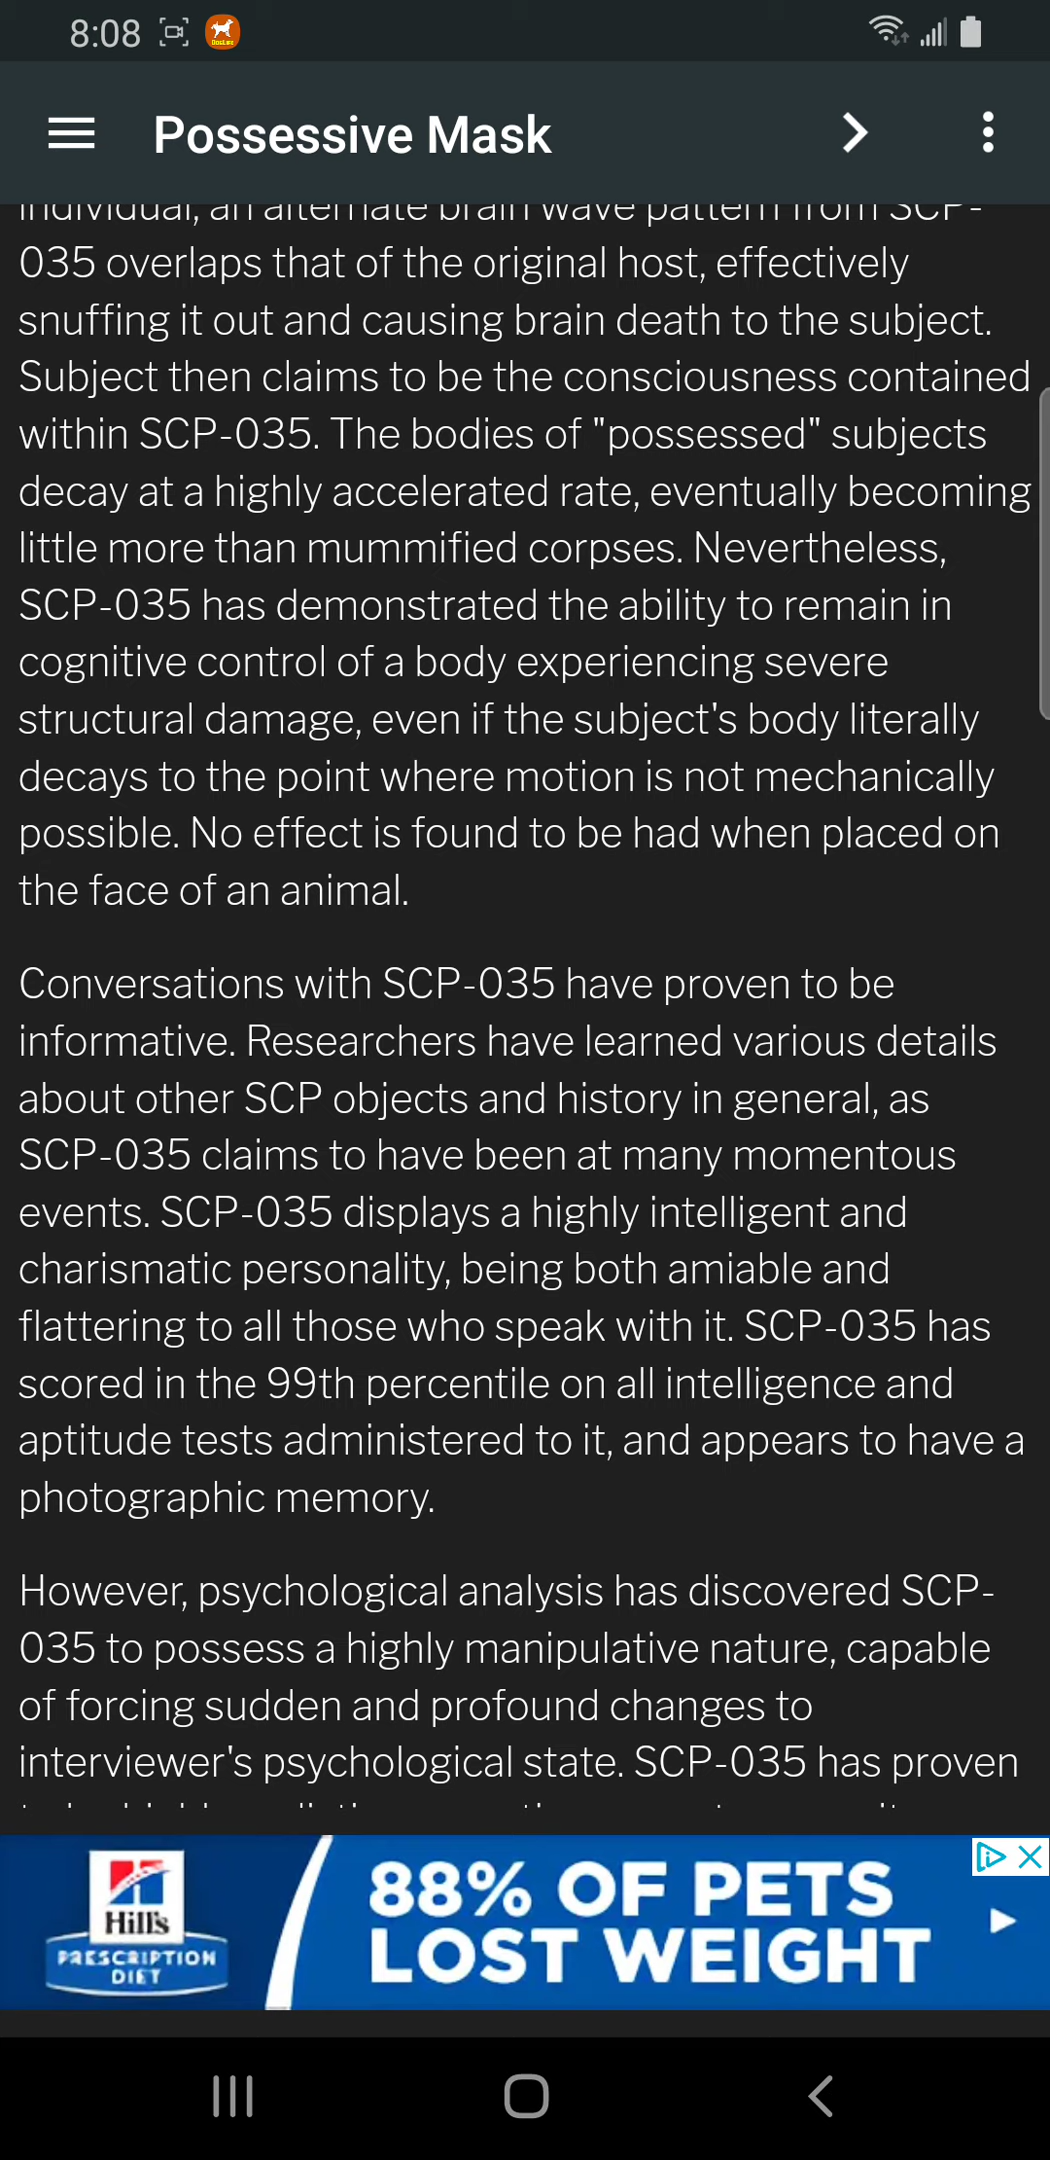 8:08
Possessive Mask
individual, an alternate brain wave pattern from SCP-
035 overlaps that of the original host, effectively
snuffing it out and causing brain death to the subject.
Subject then claims to be the consciousness contained
within SCP-035. The bodies of "possessed" subjects
decay at a highly accelerated rate, eventually becoming
little more than mummified corpses. Nevertheless,
SCP-035 has demonstrated the ability to remain in
cognitive control of a body experiencing severe
structural damage, even if the subject's body literally
decays to the point where motion is not mechanically
possible. No effect is found to be had when placed on
the face of an animal.
Conversations with SCP-035 have proven to be
informative. Researchers have learned various details
about other SCP objects and history in general, as
SCP-035 claims to have been at many momentous
events. SCP-035 displays a highly intelligent and
charismatic personality, being both amiable and
flattering to all those who speak with it. SCP-035 has
scored in the 99th percentile on all intelligence and
aptitude tests administered to it, and appears to have a
photographic memory.
However, psychological analysis has discovered SCP-
035 to possess a highly manipulative nature, capable
of forcing sudden and profound changes to
interviewer's psychological state. SCP-035 has proven
Hill's
PRESCRIPTION
DIET
88% OF PETS
LOST WEIGHT